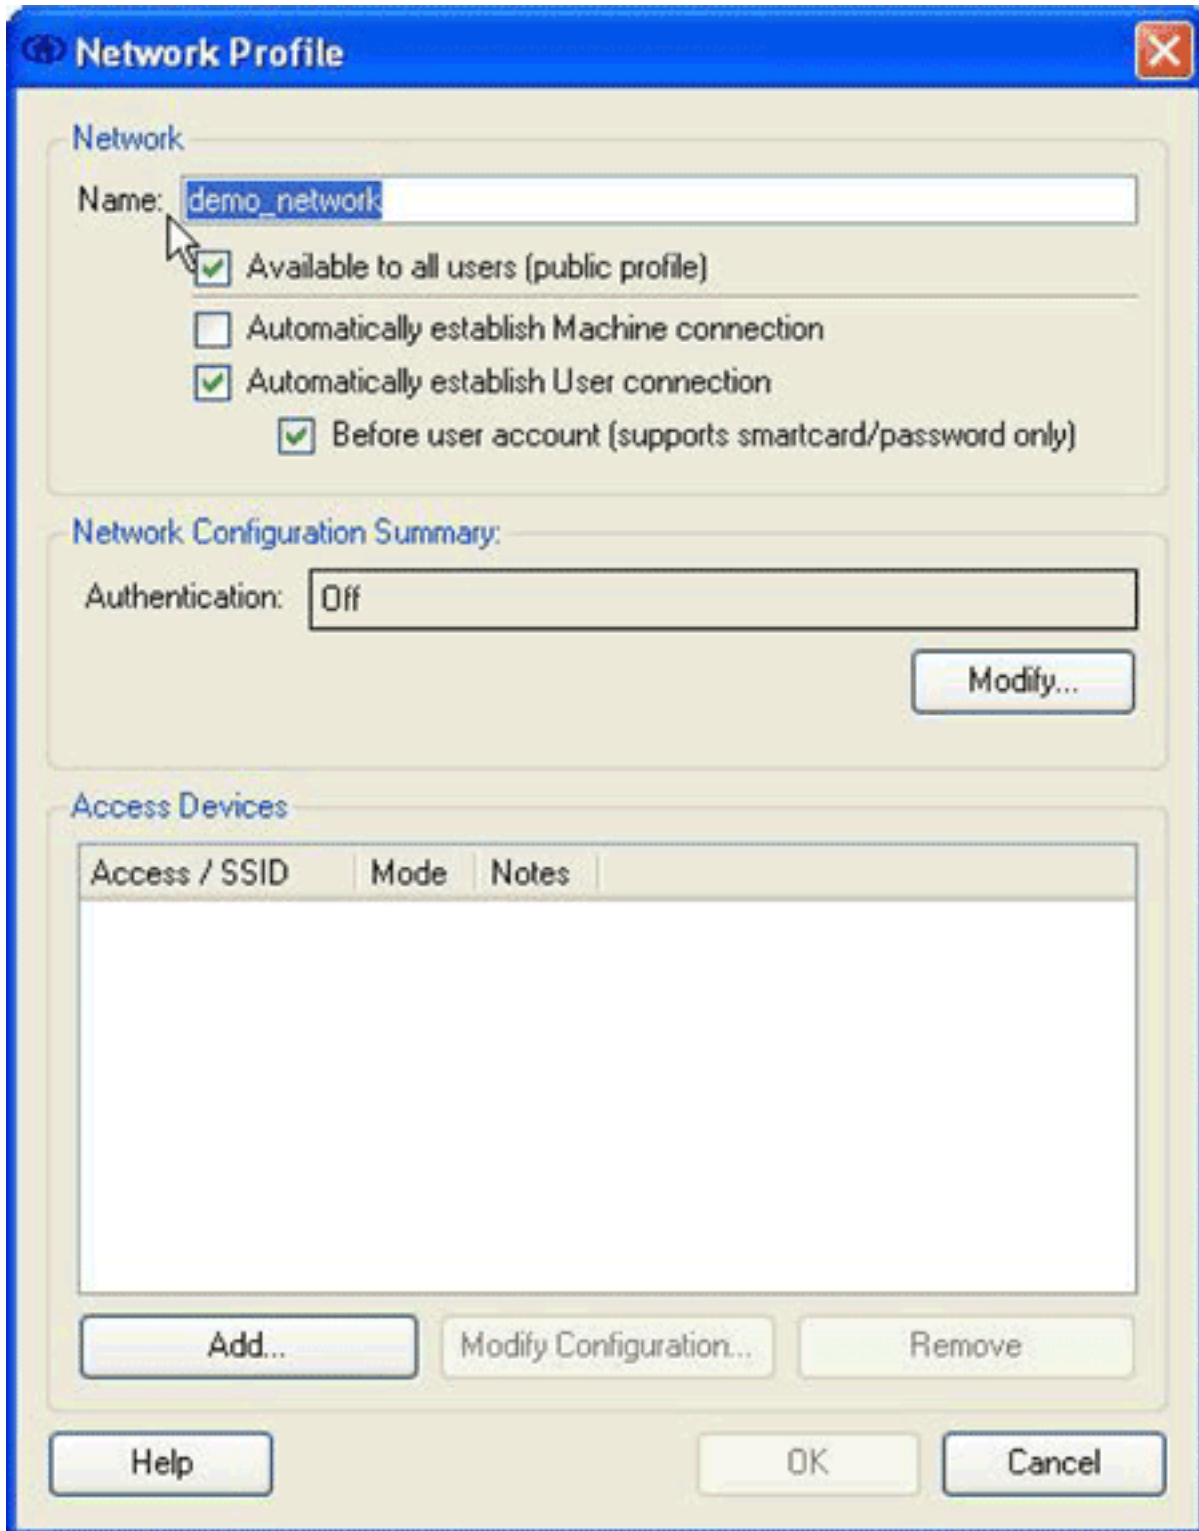 Network Profile
Network
Name: demo_network
Available to all users (public profile)
Automatically establish Machine connection
Automatically establish User connection
Before user account (supports smartcard/password only)
Network Configuration Summary:
Authentication: Off
Modify...
Access Devices
Access / SSID Mode Notes
Add... Modify Configuration... Remove
Help OK Cancel